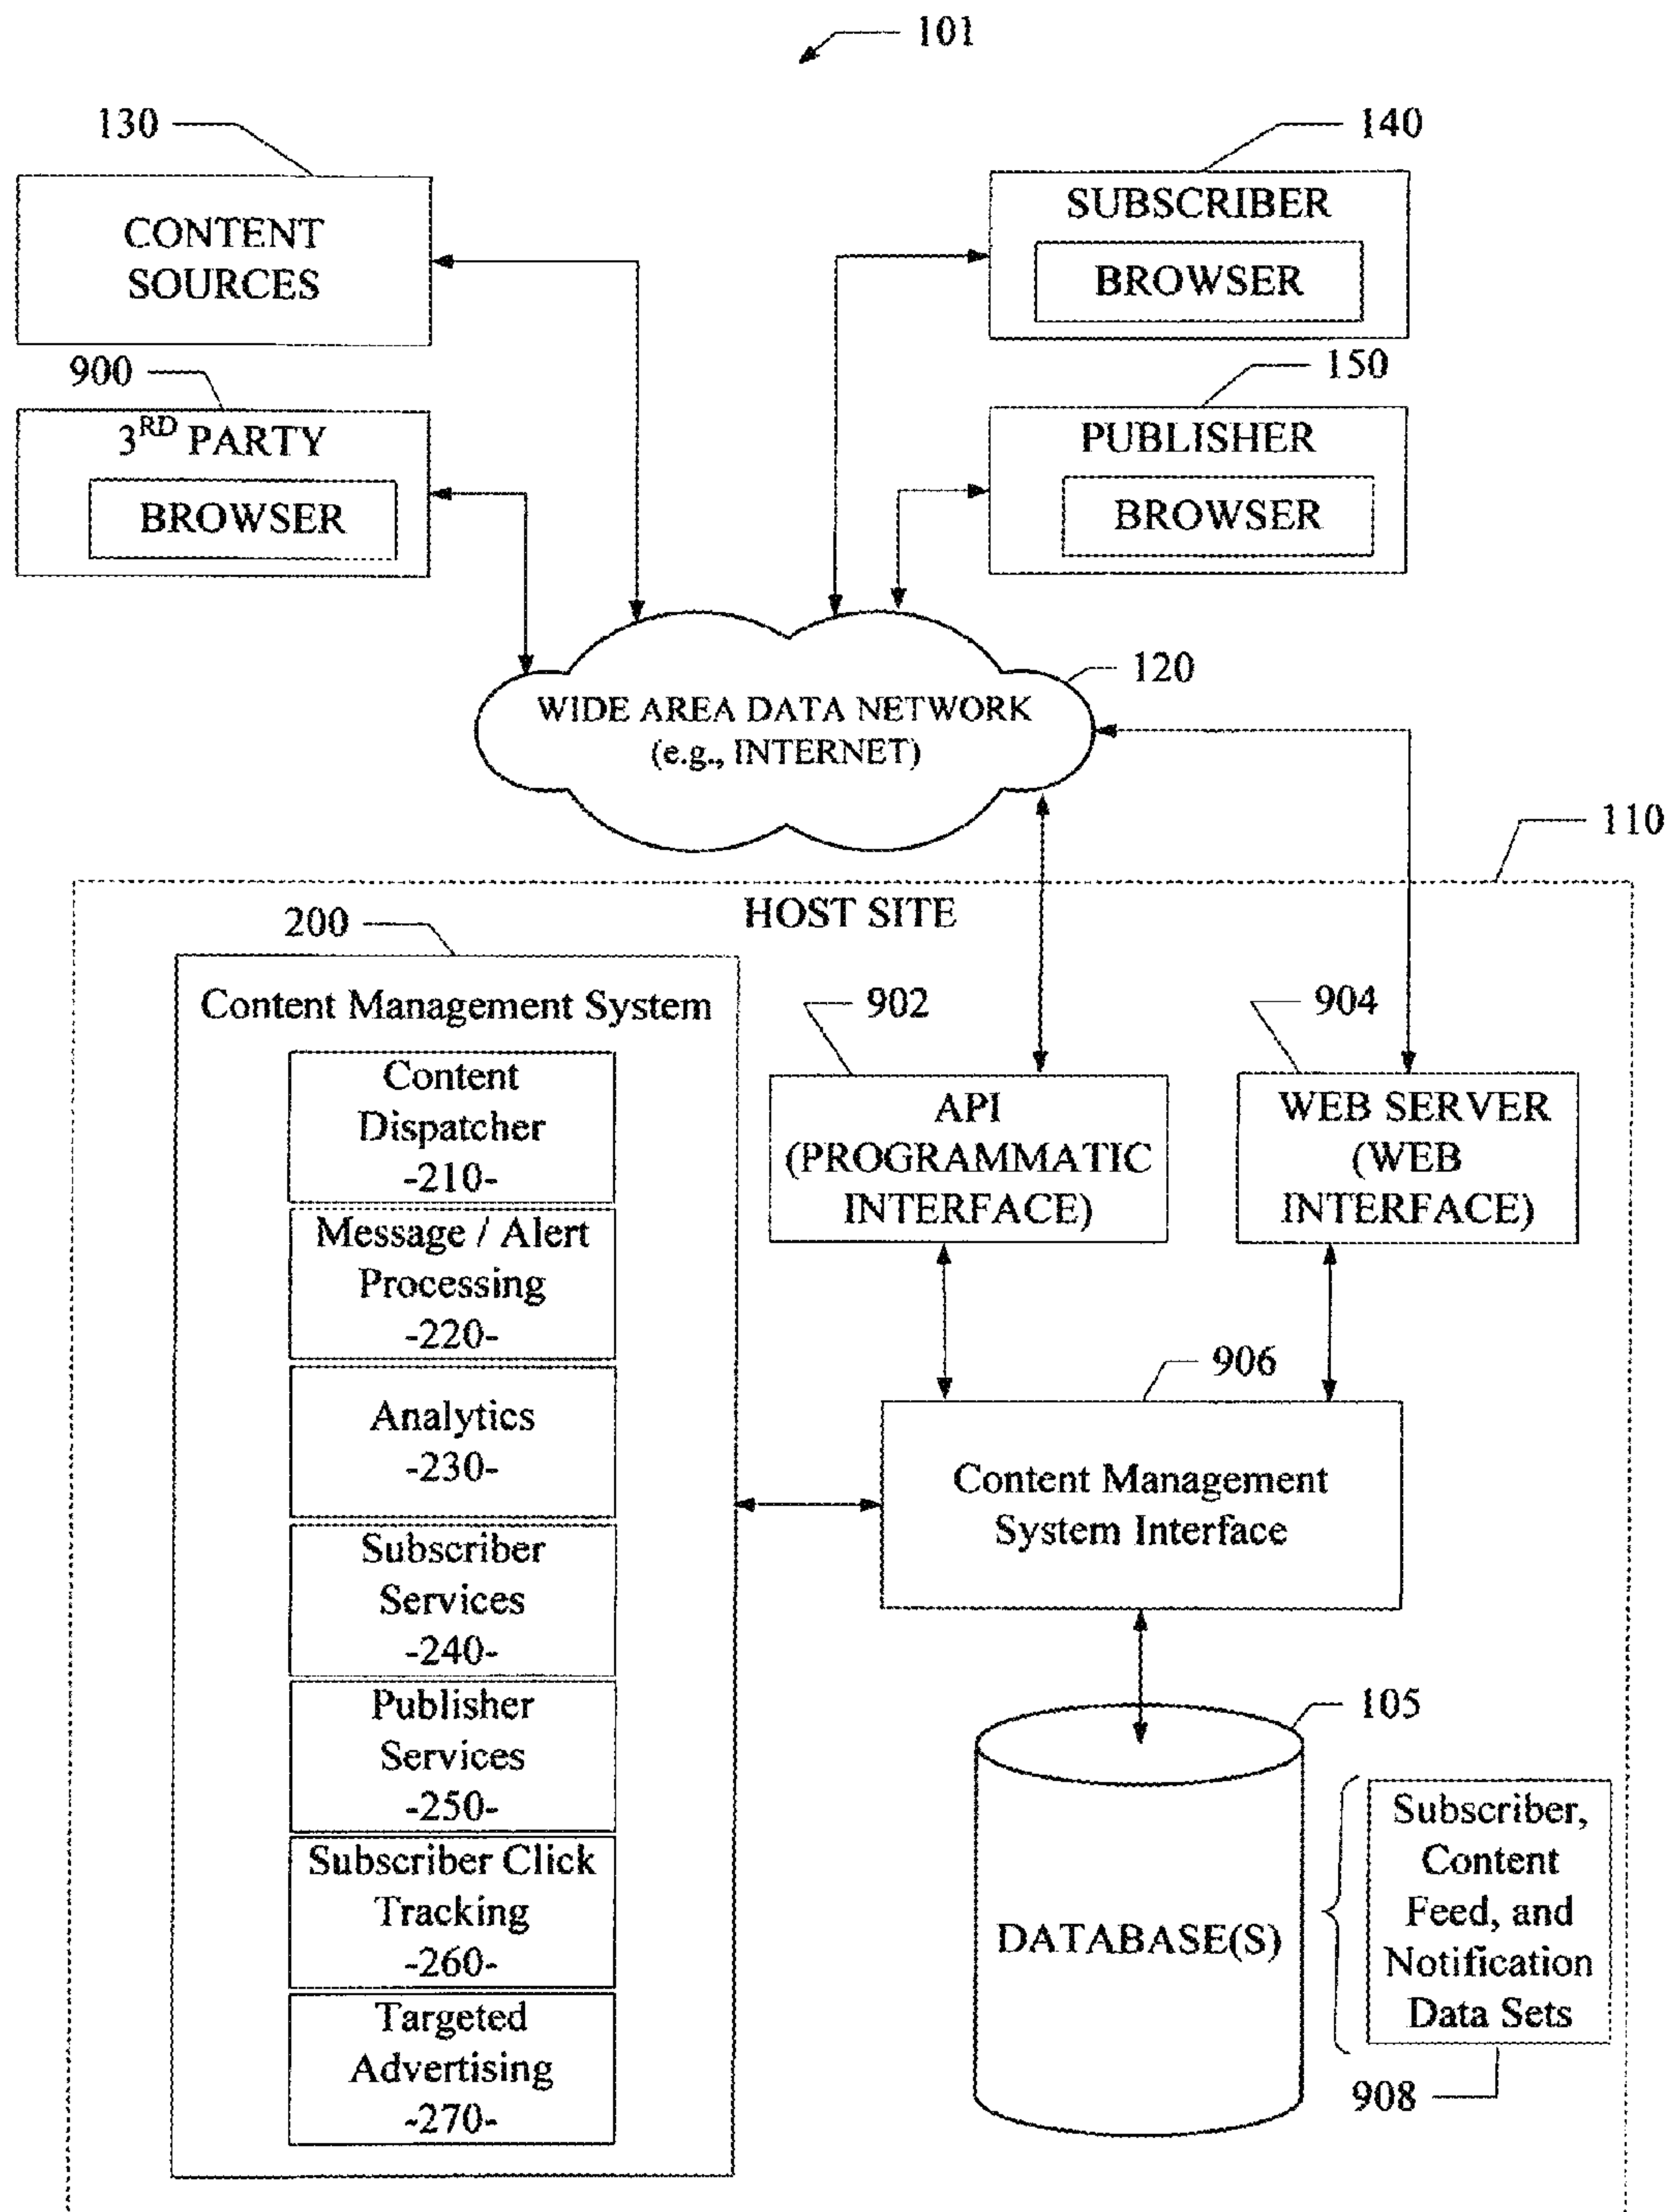 101
130
CONTENT
SOURCES
140
SUBSCRIBER
BROWSER
900
3RD PARTY
BROWSER
150
PUBLISHER
BROWSER
120
WIDE AREA DATA NETWORK
(e.g., INTERNET)
110
HOST SITE
200
Content Management System
Content
Dispatcher
-210-
Message / Alert
Processing
-220-
Analytics
-230-
Subscriber
Services
-240-
Publisher
Services
-250-
Subscriber Click
Tracking
-260-
Targeted
Advertising
-270-
902
API
(PROGRAMMATIC
INTERFACE)
904
WEB SERVER
(WEB
INTERFACE)
906
Content Management
System Interface
105
DATABASE(S)
Subscriber,
Content
Feed, and
Notification
Data Sets
908